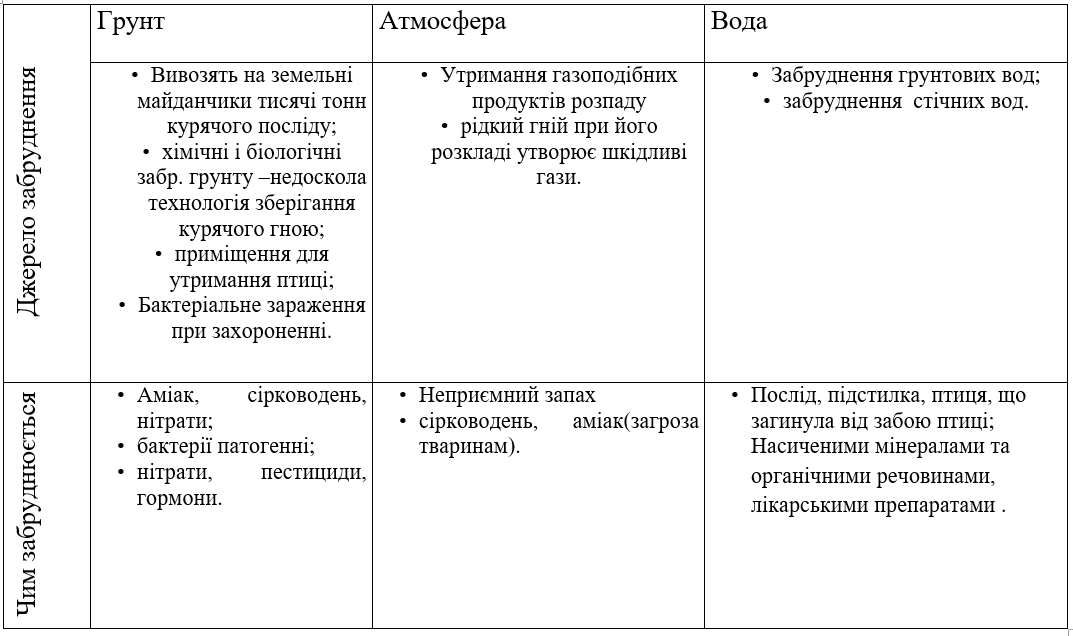 Грунт
Атмосфера
Вода
Джерело забруднення
• Вивозять на земельні
майданчики тисячі тонн
курячого посліду;
• хімічні і біологічні
забр. грунту –недоскола
технологія зберігання
курячого гною;
• приміщення для
утримання птиці;
• Бактеріальне зараження
при захороненні.
• Утримання газоподібних
продуктів розпаду
• рідкий гній при його
розкладі утворює шкідливі
гази.
• Забруднення грунтових вод;
• забруднення стічних вод.
Чим забруднюється
• Аміак, сірководень,
нітрати;
• бактерії патогенні;
• нітрати, пестициди,
гормони.
• Неприємний запах
• сірководень, аміак(загроза
тваринам).
• Послід, підстилка, птиця, що
загинула від забою птиці;
Насиченими мінералами та
органічними речовинами,
лікарськими препаратами .